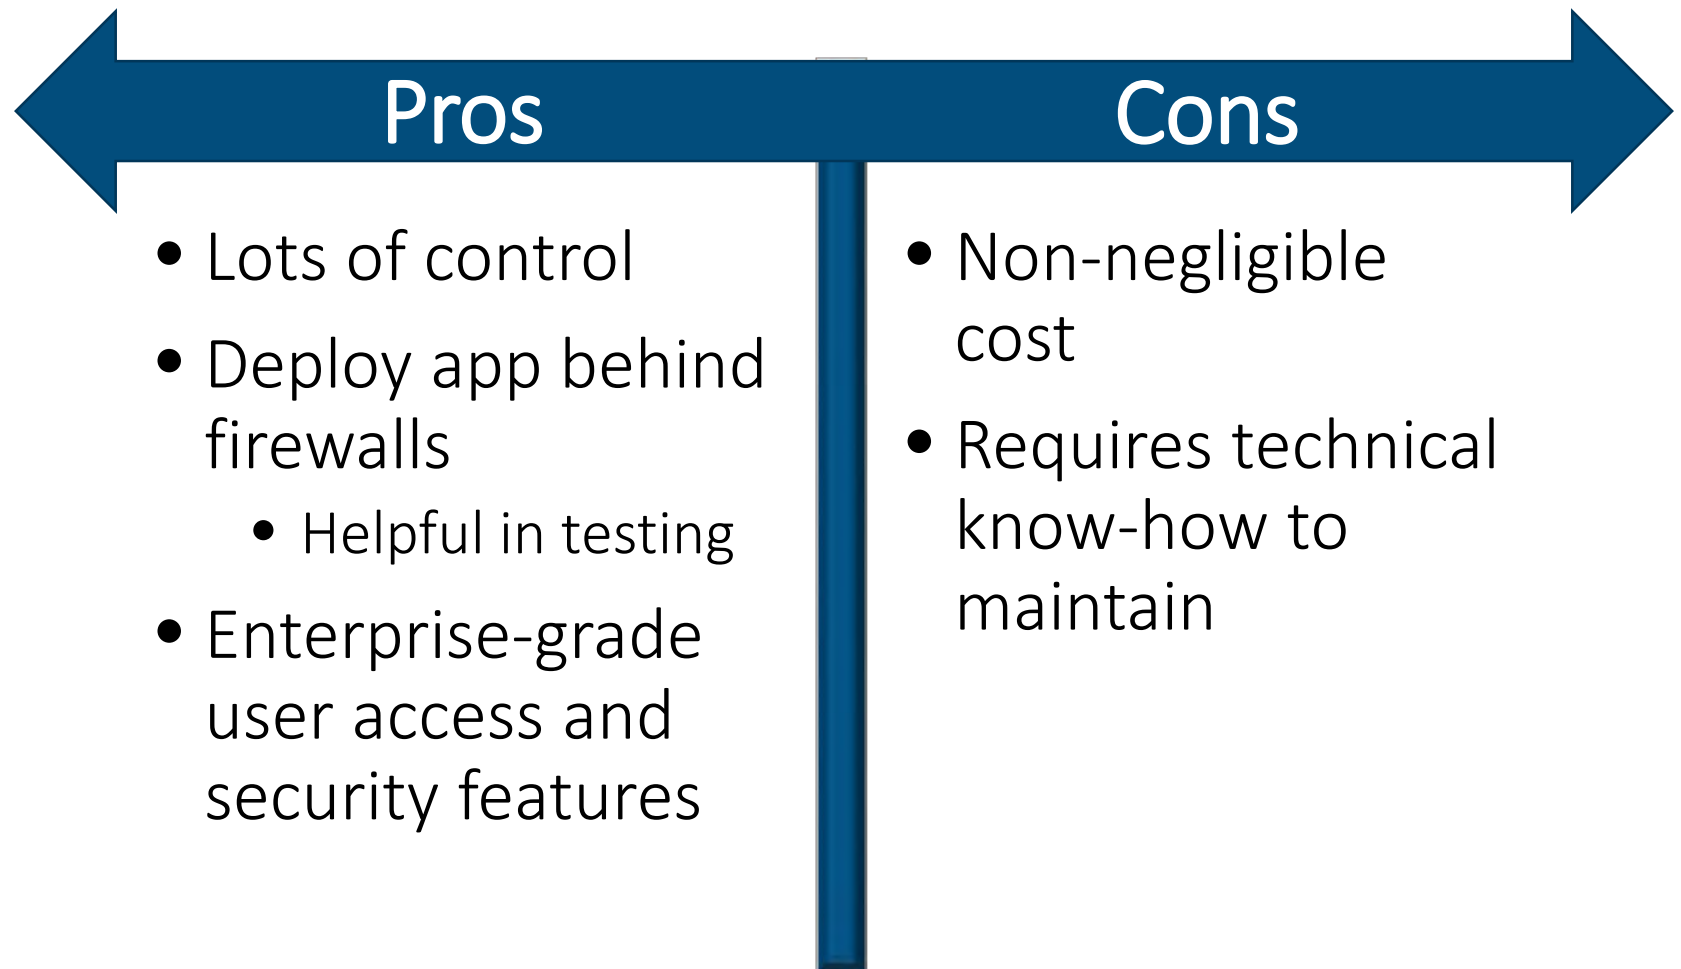 Pros
Cons
• Lots of control
• Deploy app behind
firewalls
• Helpful in testing
• Enterprise-grade
user access and
security features
• Non-negligible
cost
• Requires technical
know-how to
maintain